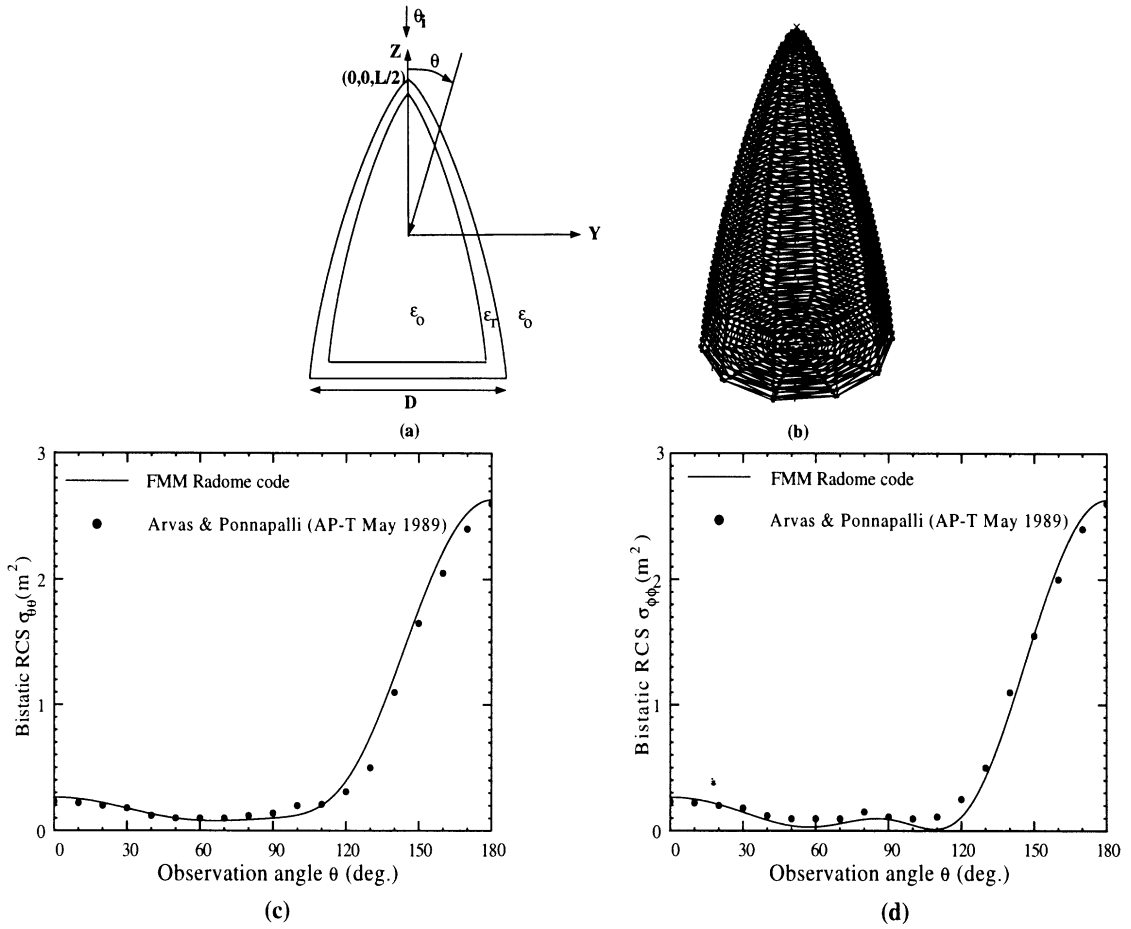 θi
Z
θ
(0,0,L/2)
Y
εo
εr
εo
D
(a)
(b)
3
FMM Radome code
Arvas & Ponnapalli (AP-T May 1989)
Bistatic RCS σθθ(m²)
2
1
0
0 30 60 90 120 150 180
Observation angle θ (deg.)
(c)
3
FMM Radome code
Arvas & Ponnapalli (AP-T May 1989)
Bistatic RCS σφφ(m²)
2
1
0
0 30 60 90 120 150 180
Observation angle θ (deg.)
(d)